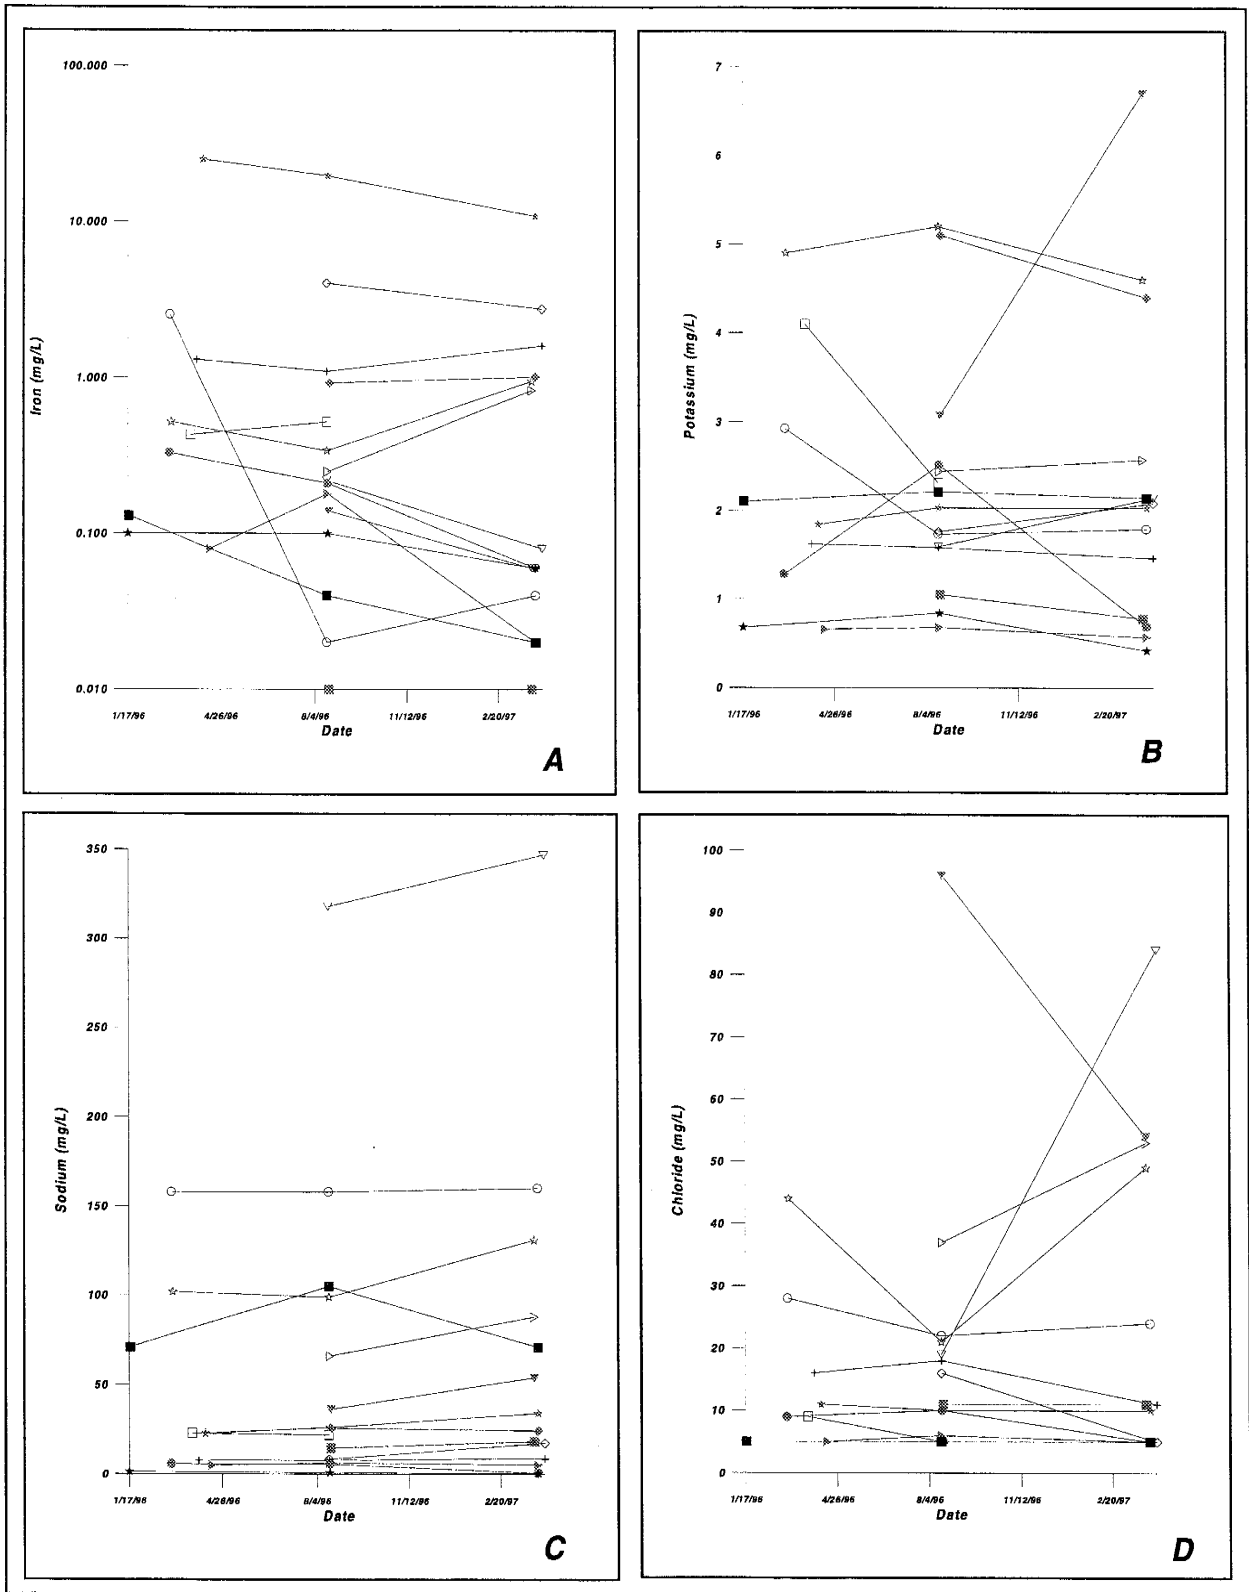 100.000
10.000
1.000
0.100
0.010
Iron (mg/L)
1/17/96 4/26/96 8/4/96 11/12/96 2/20/97
Date
A
7
6
5
4
3
2
1
0
Potassium (mg/L)
1/17/96 4/26/96 8/4/96 11/12/96 2/20/97
Date
B
350
300
250
200
150
100
50
0
Sodium (mg/L)
1/17/96 4/26/96 8/4/96 11/12/96 2/20/97
Date
C
100
90
80
70
60
50
40
30
20
10
0
Chloride (mg/L)
1/17/96 4/26/96 8/4/96 11/12/96 2/20/97
Date
D